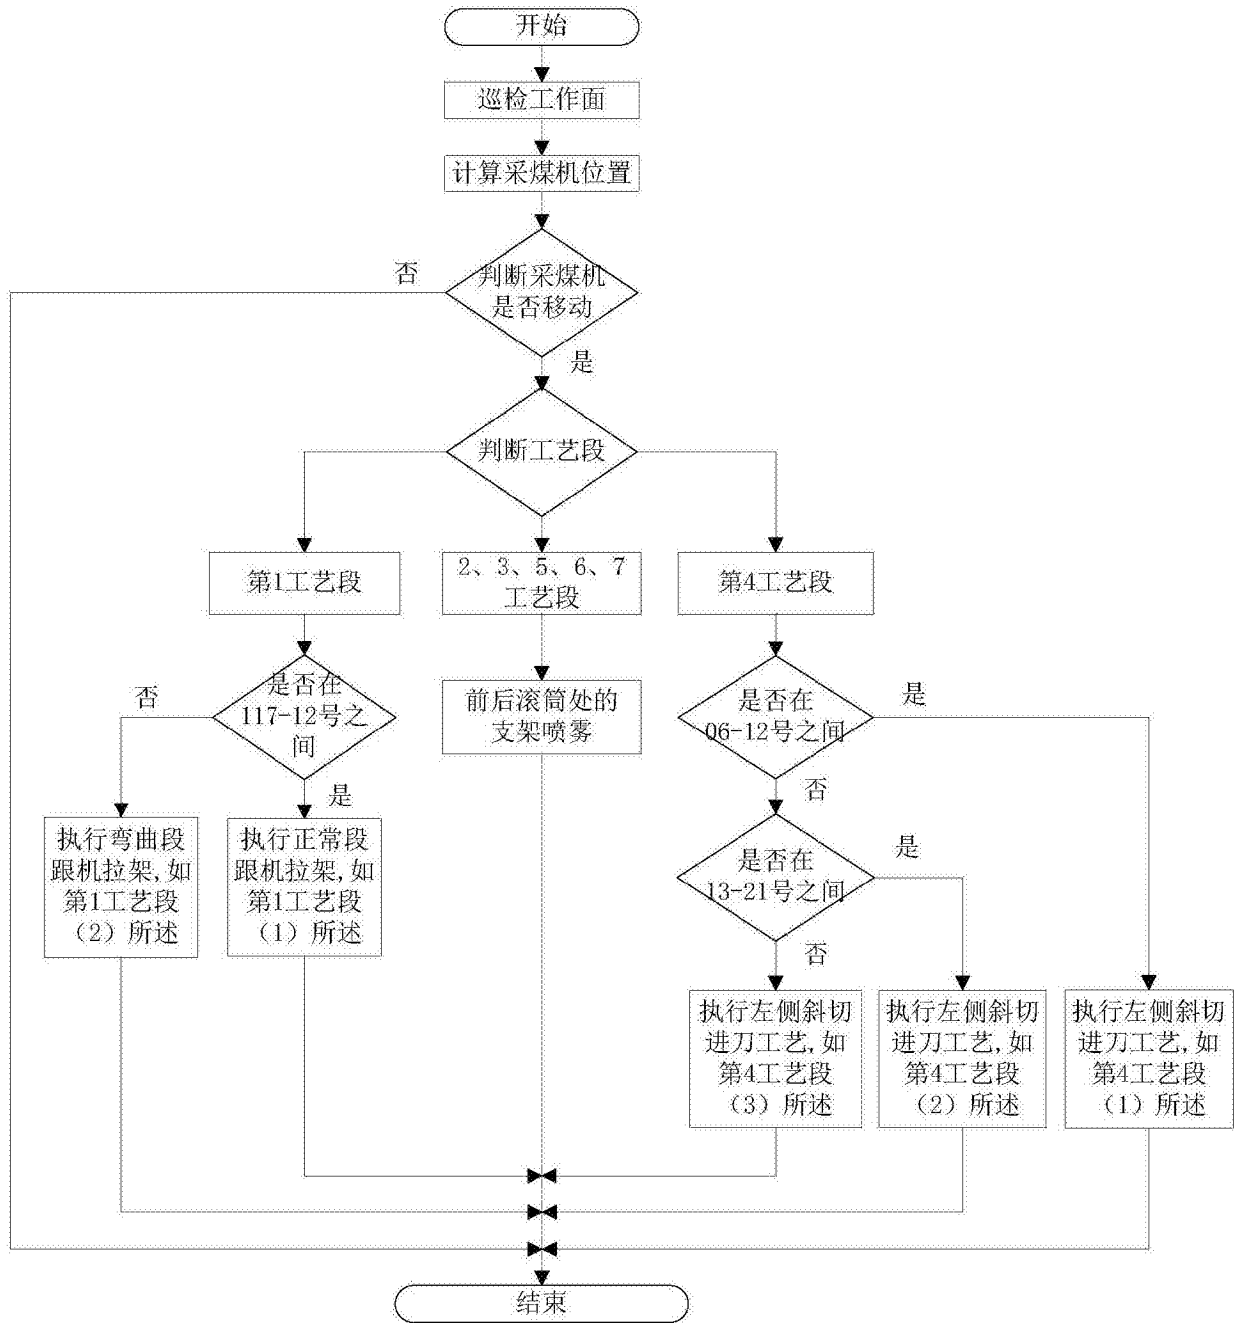 开始
巡检工作面
计算采煤机位置
否
判断采煤机
是否移动
是
判断工艺段
第1工艺段
2、3、5、6、7
工艺段
第4工艺段
是否在
117-12号之
间
否
是
前后滚筒处的
支架喷雾
是否在
06-12号之间
是
否
执行弯曲段
跟机拉架,如
第1工艺段
（2）所述
执行正常段
跟机拉架,如
第1工艺段
（1）所述
是否在
13-21号之间
是
否
执行左侧斜切
进刀工艺,如
第4工艺段
（3）所述
执行左侧斜切
进刀工艺,如
第4工艺段
（2）所述
执行左侧斜切
进刀工艺,如
第4工艺段
（1）所述
结束